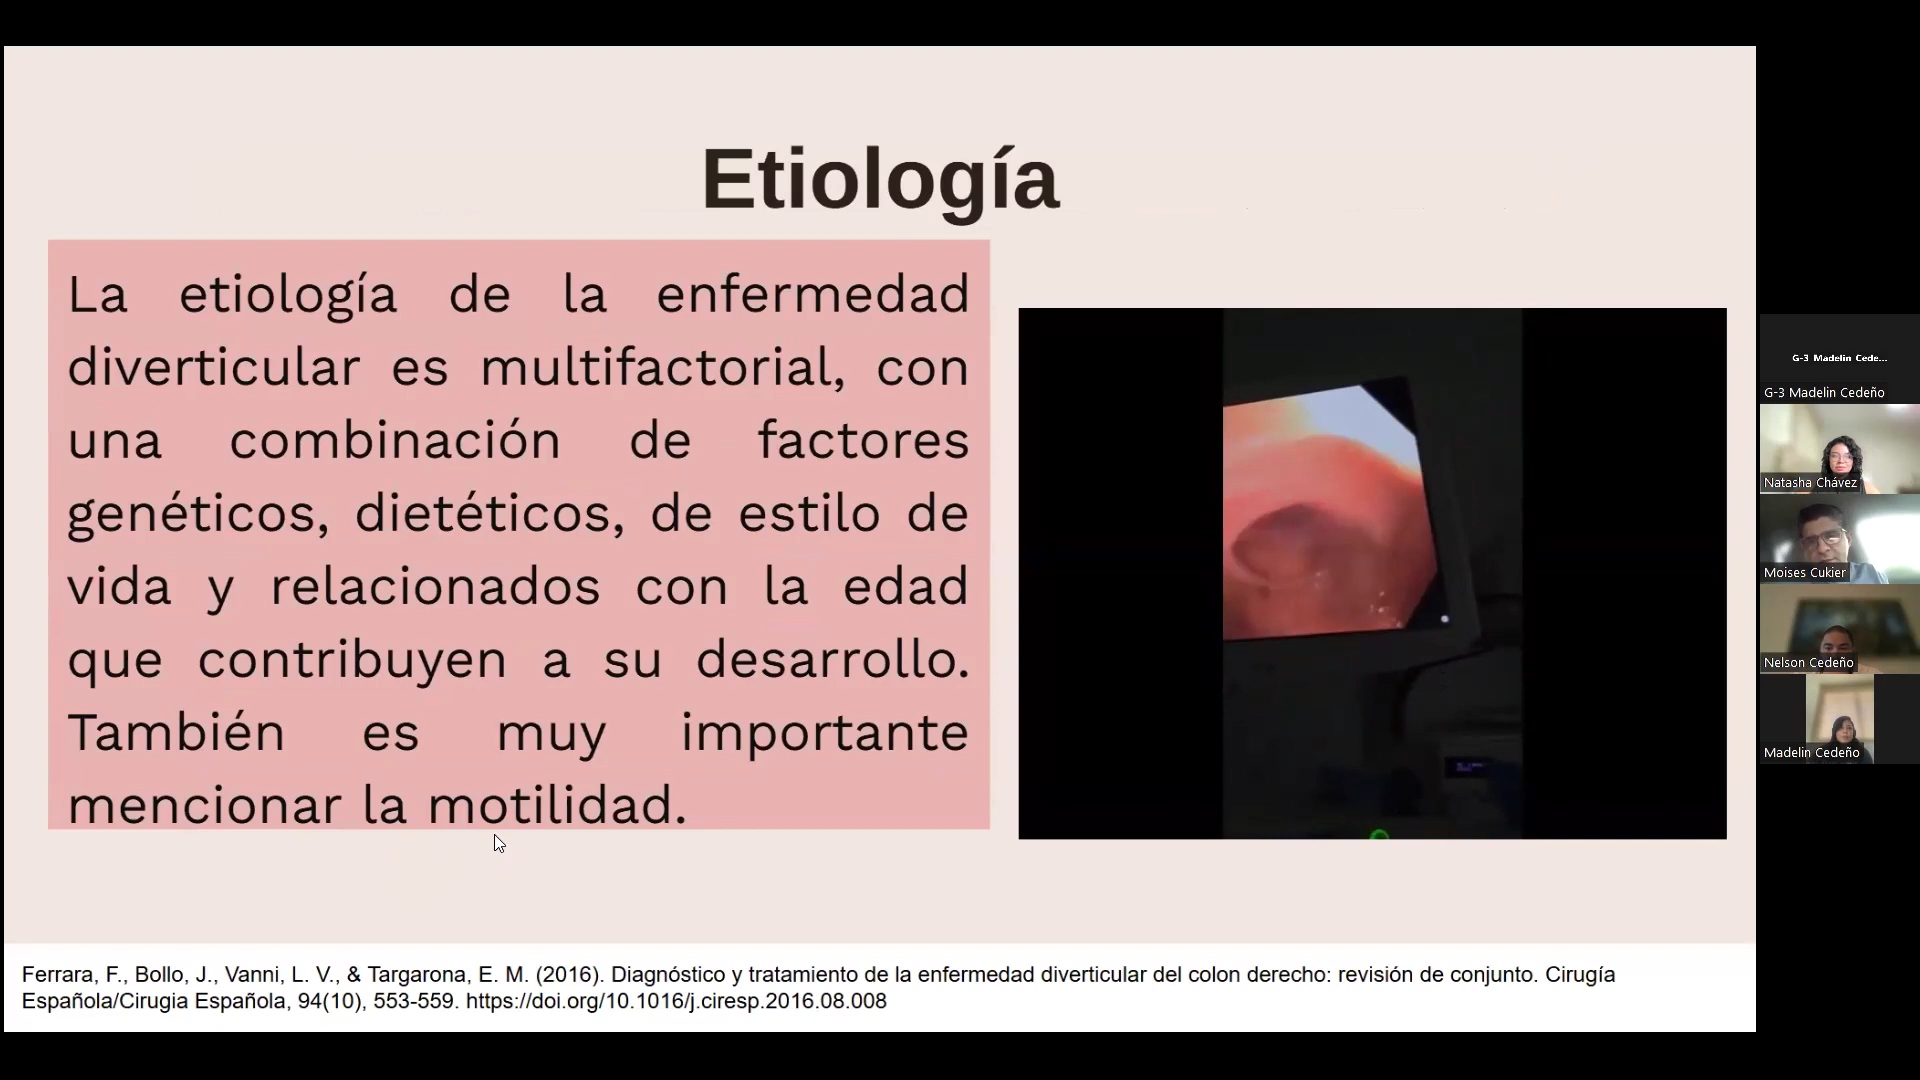 Etiología
La etiología de la enfermedad
diverticular es multifactorial, con
una combinación de factores
genéticos, dietéticos, de estilo de
vida y relacionados con la edad
que contribuyen a su desarrollo.
También es muy importante
mencionar la motilidad.
Ferrara, F., Bollo, J., Vanni, L. V., & Targarona, E. M. (2016). Diagnóstico y tratamiento de la enfermedad diverticular del colon derecho: revisión de conjunto. Cirugía
Española/Cirugia Española, 94(10), 553-559. https://doi.org/10.1016/j.ciresp.2016.08.008
G-3 Madelin Cede...
G-3 Madelin Cedeño
Natasha Chávez
Moises Cukier
Nelson Cedeño
Madelin Cedeño